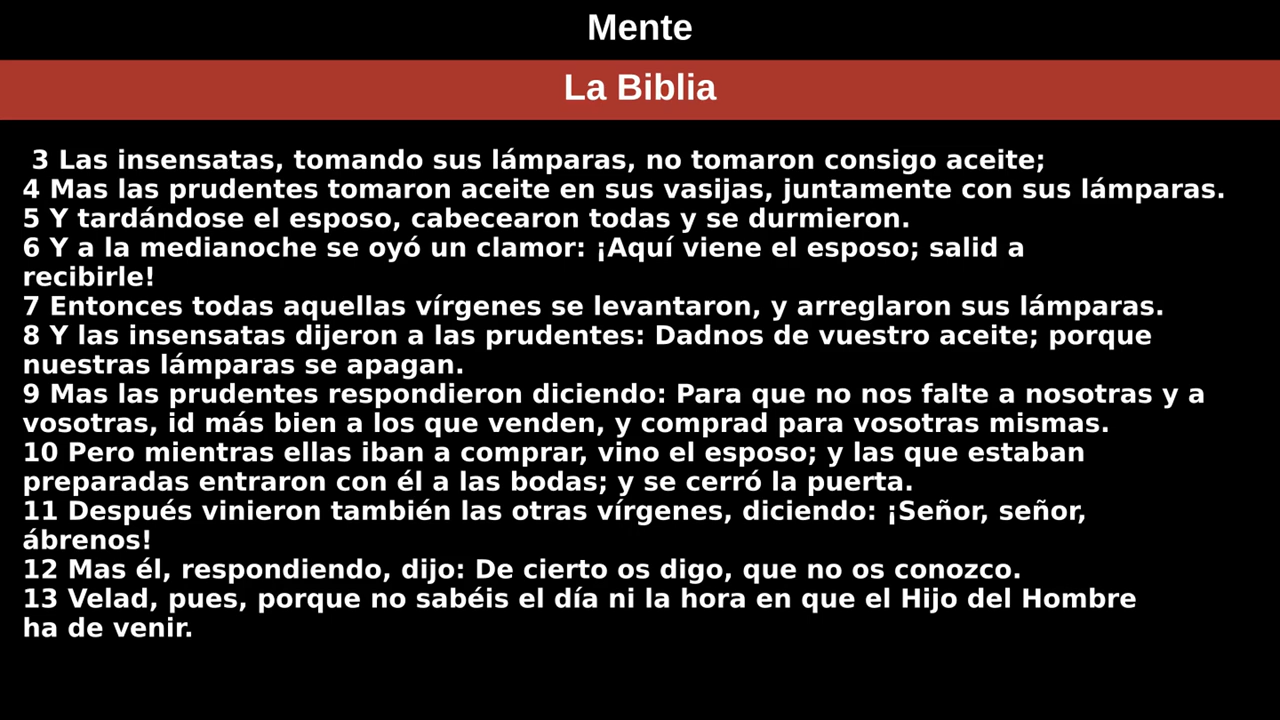 Mente
La Biblia
3 Las insensatas, tomando sus lámparas, no tomaron consigo aceite;
4 Mas las prudentes tomaron aceite en sus vasijas, juntamente con sus lámparas.
5 Y tardándose el esposo, cabecearon todas y se durmieron.
6 Y a la medianoche se oyó un clamor: ¡Aquí viene el esposo; salid a
recibirle!
7 Entonces todas aquellas vírgenes se levantaron, y arreglaron sus lámparas.
8 Y las insensatas dijeron a las prudentes: Dadnos de vuestro aceite; porque
nuestras lámparas se apagan.
9 Mas las prudentes respondieron diciendo: Para que no nos falte a nosotras y a
vosotras, id más bien a los que venden, y comprad para vosotras mismas.
10 Pero mientras ellas iban a comprar, vino el esposo; y las que estaban
preparadas entraron con él a las bodas; y se cerró la puerta.
11 Después vinieron también las otras vírgenes, diciendo: ¡Señor, señor,
ábrenos!
12 Mas él, respondiendo, dijo: De cierto os digo, que no os conozco.
13 Velad, pues, porque no sabéis el día ni la hora en que el Hijo del Hombre
ha de venir.